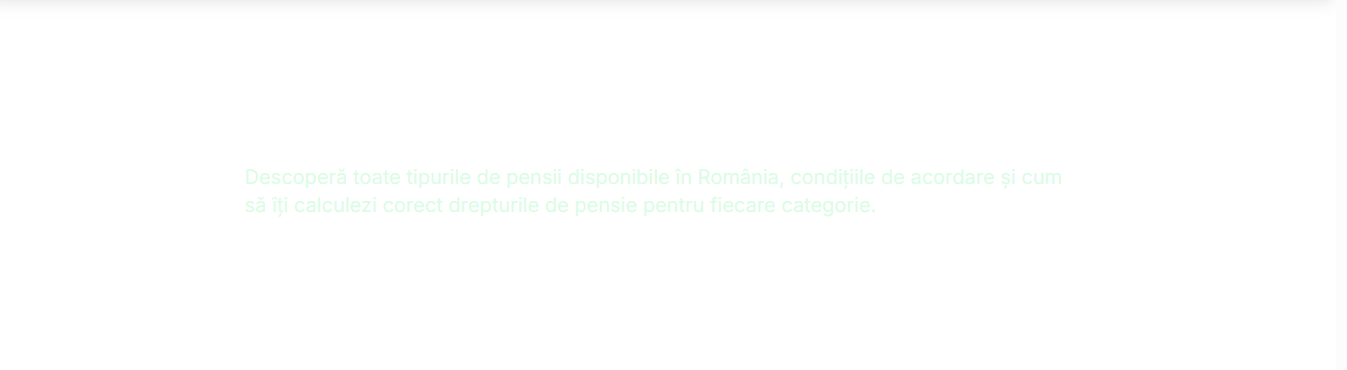 Descoperă toate tipurile de pensii disponibile în România, condițiile de acordare și cum
să îți calculezi corect drepturile de pensie pentru fiecare categorie.